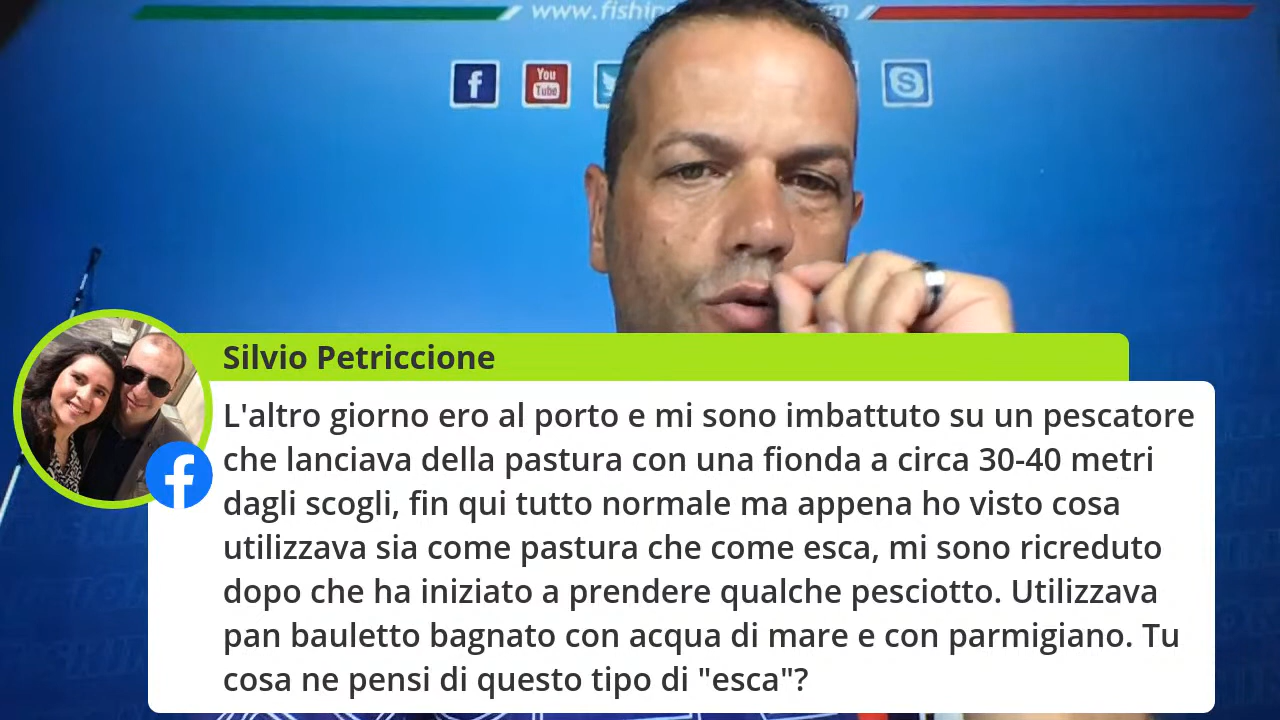 www.fishin
You
Tube
Silvio Petriccione
L'altro giorno ero al porto e mi sono imbattuto su un pescatore
che lanciava della pastura con una fionda a circa 30-40 metri
dagli scogli, fin qui tutto normale ma appena ho visto cosa
utilizzava sia come pastura che come esca, mi sono ricreduto
dopo che ha iniziato a prendere qualche pesciotto. Utilizzava
pan bauletto bagnato con acqua di mare e con parmigiano. Tu
cosa ne pensi di questo tipo di "esca"?